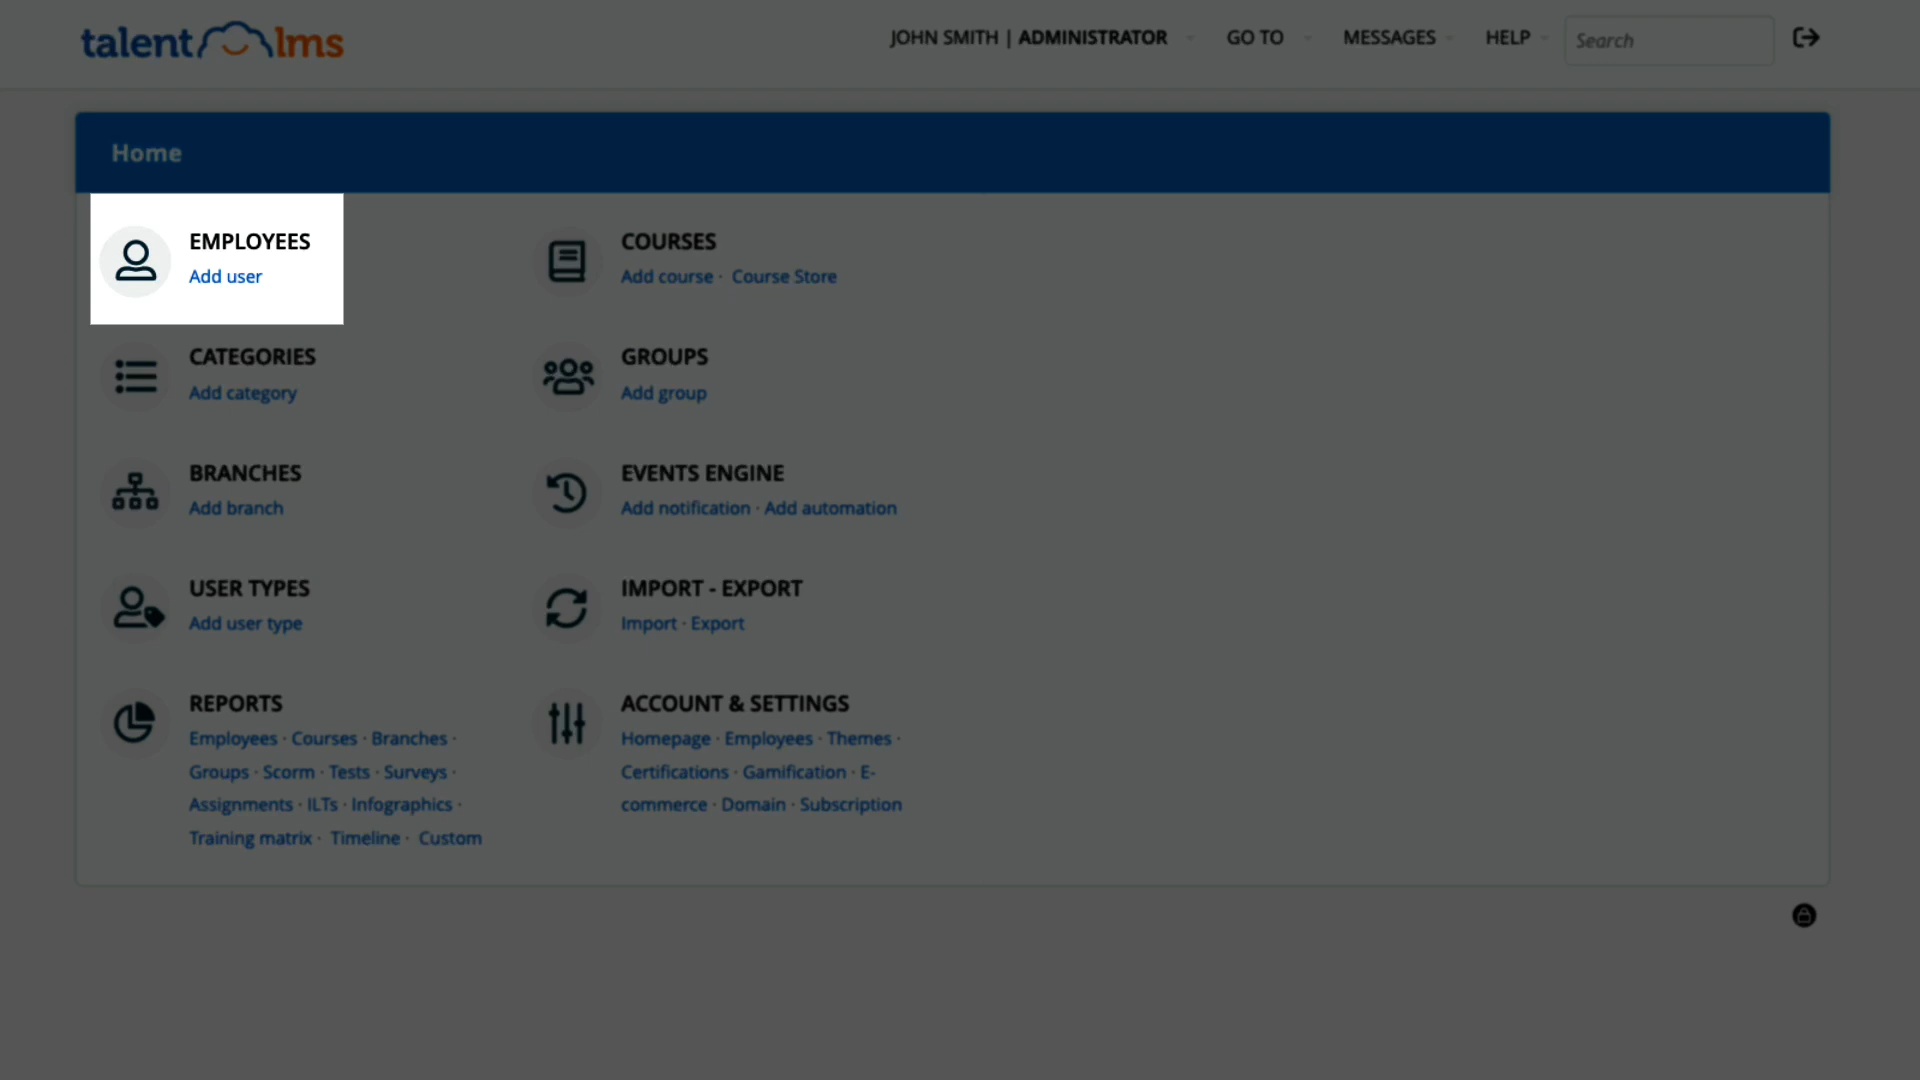 talentlms
JOHN SMITH | ADMINISTRATOR GO TO MESSAGES HELP Search
Home
EMPLOYEES
Add user
COURSES
Add course · Course Store
CATEGORIES
Add category
GROUPS
Add group
BRANCHES
Add branch
EVENTS ENGINE
Add notification · Add automation
USER TYPES
Add user type
IMPORT - EXPORT
Import · Export
REPORTS
Employees · Courses · Branches ·
Groups · Scorm · Tests · Surveys ·
Assignments · ILTs · Infographics ·
Training matrix · Timeline · Custom
ACCOUNT & SETTINGS
Homepage · Employees · Themes ·
Certifications · Gamification · E-
commerce · Domain · Subscription